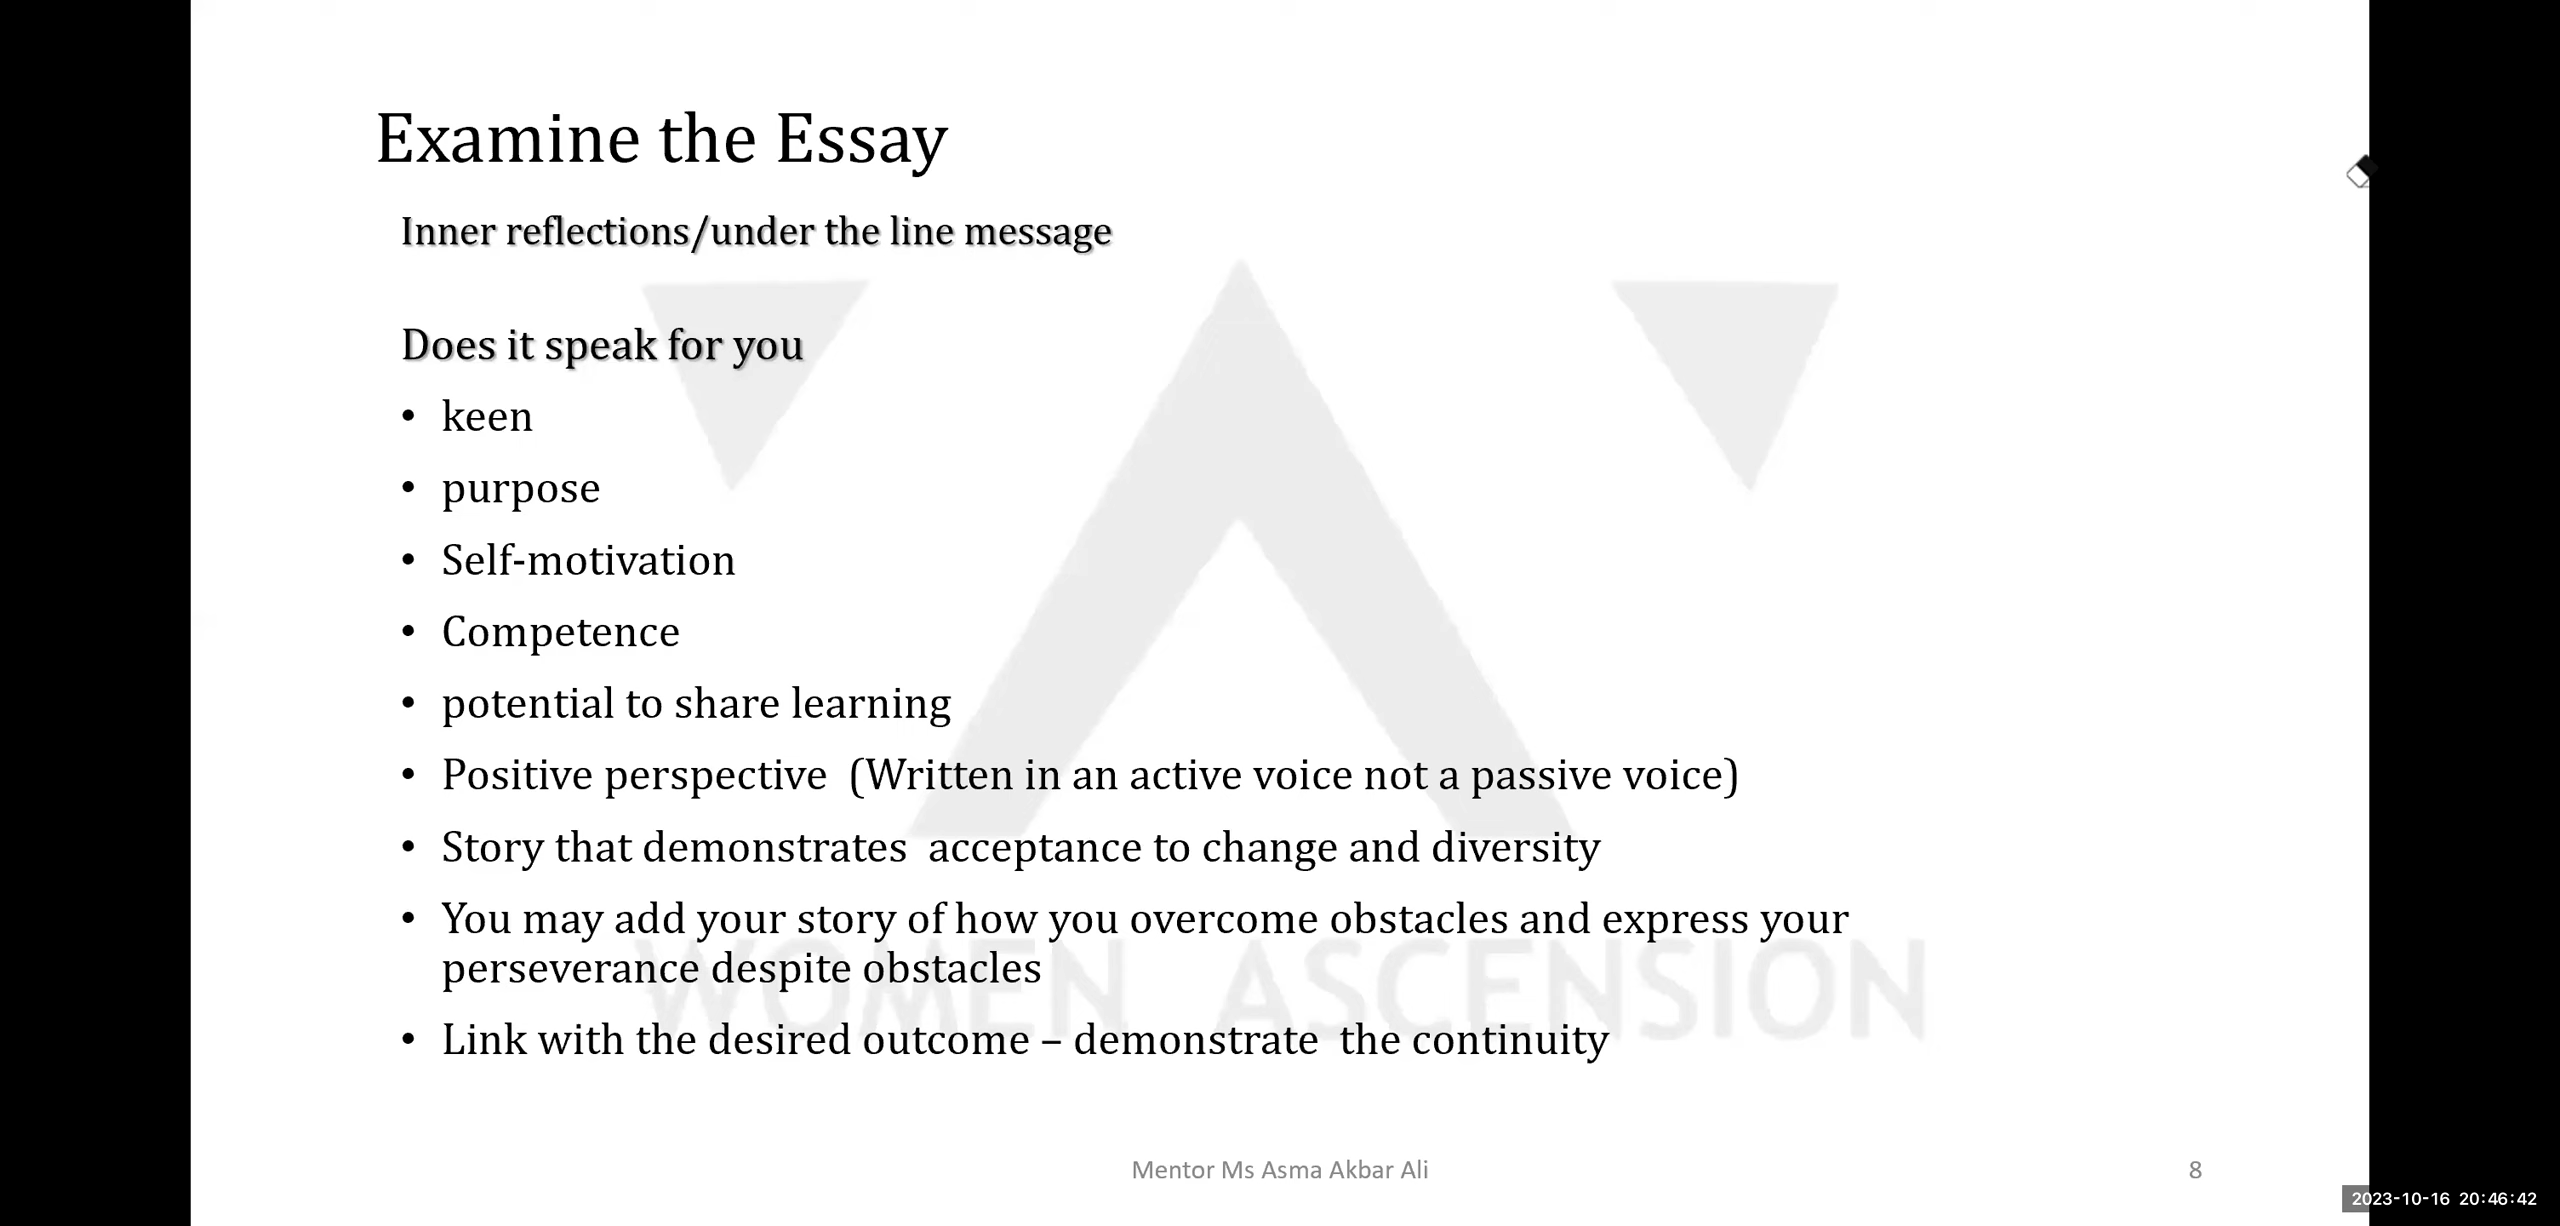 Examine the Essay
Inner reflections/under the line message
Does it speak for you
• keen
• purpose
• Self-motivation
• Competence
• potential to share learning
• Positive perspective  (Written in an active voice not a passive voice)
• Story that demonstrates  acceptance to change and diversity
• You may add your story of how you overcome obstacles and express your
perseverance despite obstacles
WOMEN ASCENSION
• Link with the desired outcome – demonstrate  the continuity
Mentor Ms Asma Akbar Ali
8
2023-10-16 20:46:42